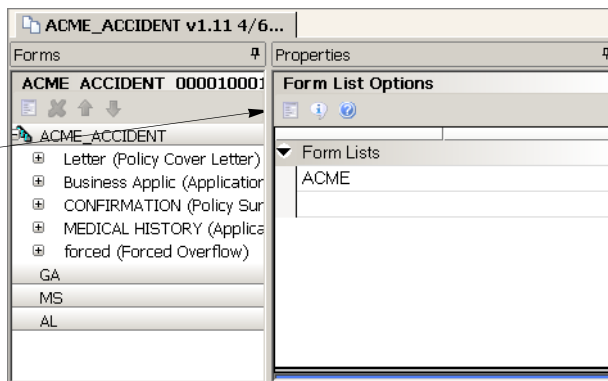 ACME_ACCIDENT v1.11 4/6...
Forms
ACME ACCIDENT 000010001
ACME_ACCIDENT
Letter (Policy Cover Letter)
Business Applic (Application
CONFIRMATION (Policy Sur
MEDICAL HISTORY (Applica
forced (Forced Overflow)
GA
MS
AL
Properties
Form List Options
Form Lists
ACME